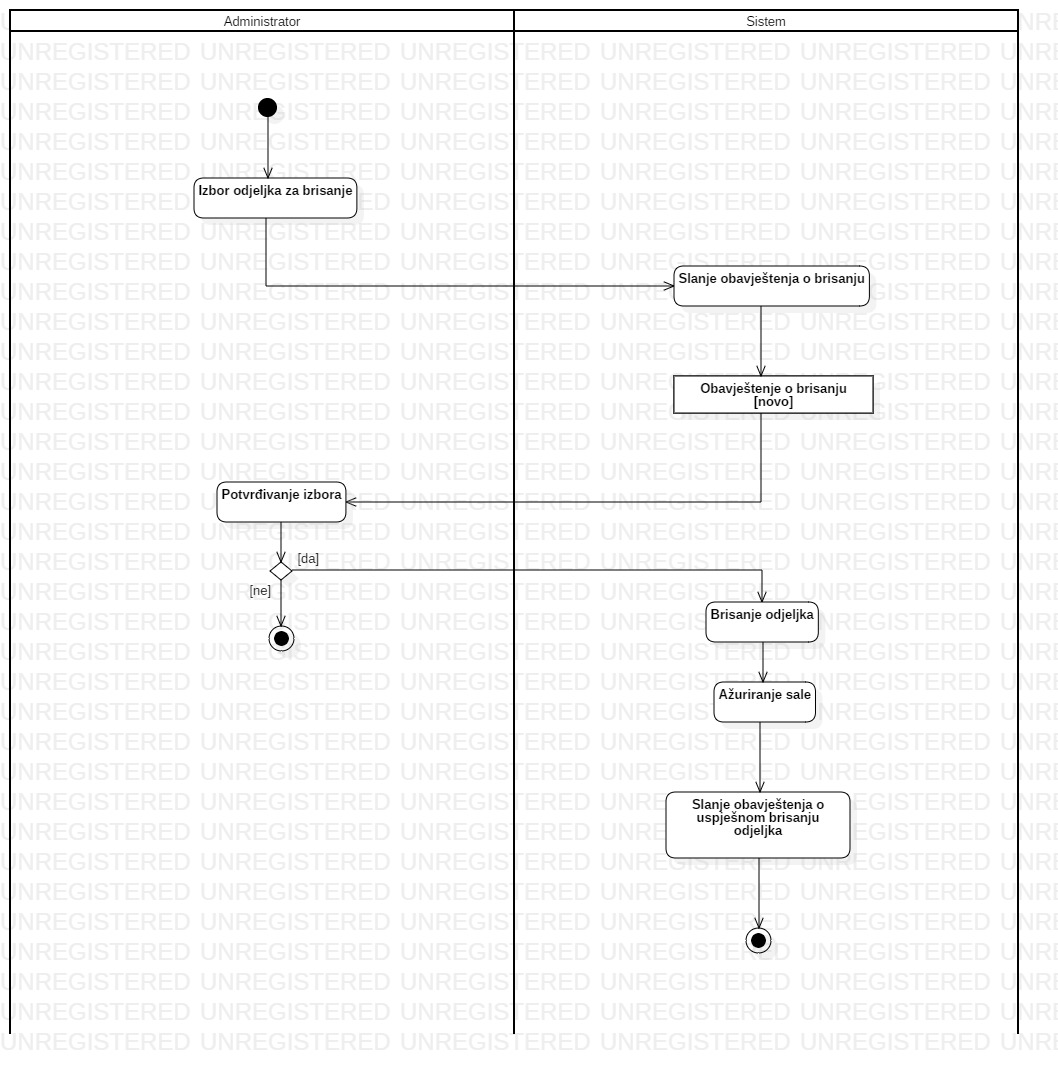 Administrator
Sistem
Izbor odjeljka za brisanje
Slanje obavještenja o brisanju
Obavještenje o brisanju
[novo]
Potvrđivanje izbora
[da]
[ne]
Brisanje odjeljka
Ažuriranje sale
Slanje obavještenja o
uspješnom brisanju
odjeljka
UNREGISTERED